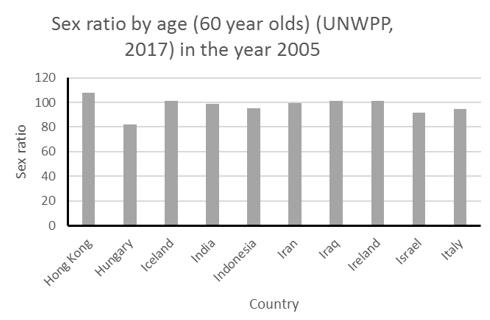 Sex ratio by age (60 year olds) (UNWPP,
2017) in the year 2005
120
100
80
60
40
20
0
Sex ratio
Hong Kong
Hungary
Iceland
India
Indonesia
Iran
Iraq
Ireland
Israel
Italy
Country